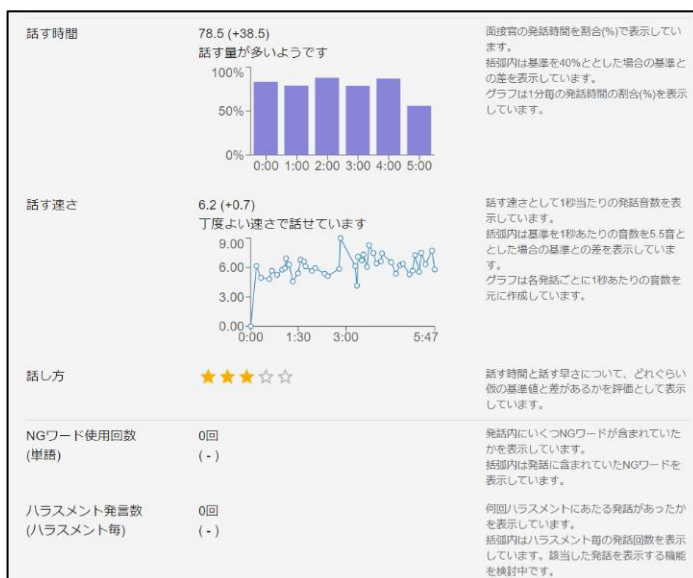 話す時間
78.5 (+38.5)
話す量が多いようです
100%
50%
0%
0:00 1:00 2:00 3:00 4:00 5:00
面接官の発話時間を割合(%)で表示してい
ます。
括弧内は基準を40%ととした場合の基準と
の差を表示しています。
グラフは1分毎の発話時間の割合(%)を表示
しています。
話す速さ
6.2 (+0.7)
丁度よい速さで話せています
9.00
6.00
3.00
0.00
0:00 1:30 3:00 5:47
話す速さとして1秒当たりの発話音数を表
示しています。
括弧内は基準を1秒あたりの音数を5.5音と
とした場合の基準との差を表示していま
す。
グラフは各発話ごとに1秒あたりの音数を
元に作成しています。
話し方
話す時間と話す早さについて、どれぐらい
仮の基準値と差があるかを評価として表示
しています。
NGワード使用回数
(単語)
0回
( - )
発話内にいくつNGワードが含まれていた
かを表示しています。
括弧内は発話に含まれていたNGワードを
表示しています。
ハラスメント発言数
(ハラスメント毎)
0回
( - )
何回ハラスメントにあたる発話があったか
を表示しています。
括弧内はハラスメント毎の発話回数を表示
しています。該当した発話を表示する機能
を検討中です。